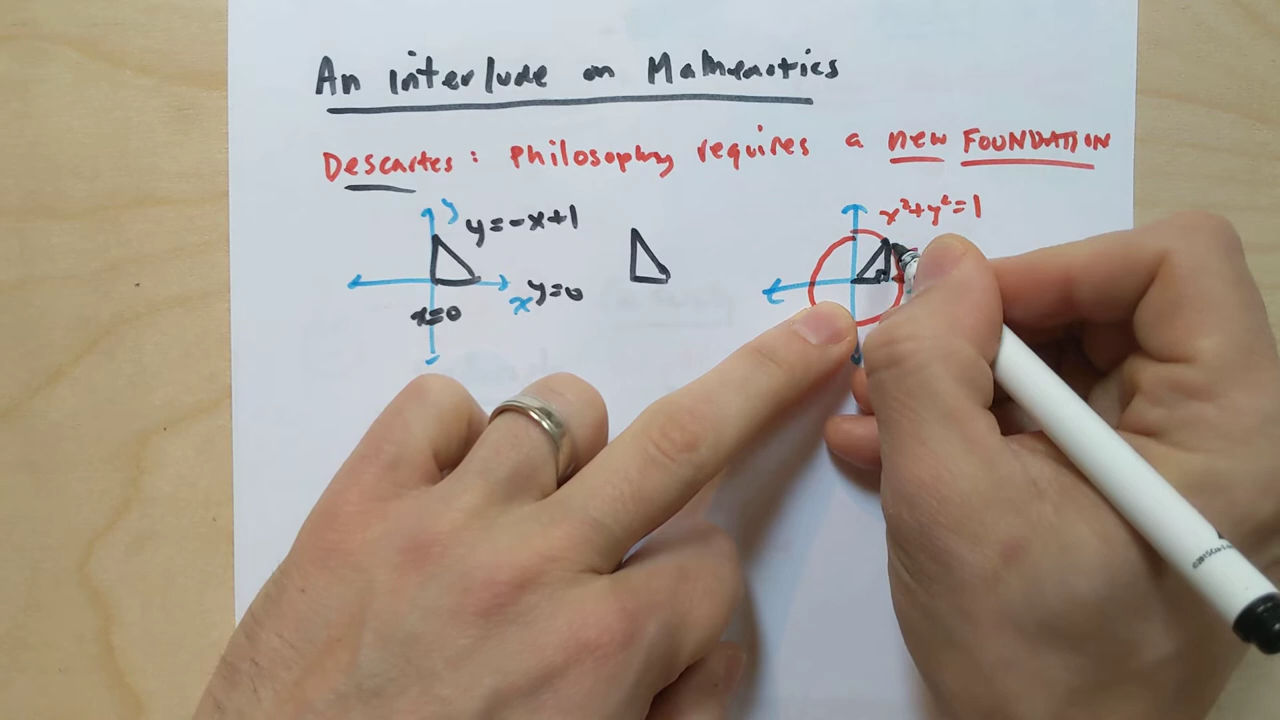 An interlude on Mathematics
Descartes: Philosophy requires a new FOUNDATION
y
y=-x+1
x
y=0
x=0
x²+y²=1